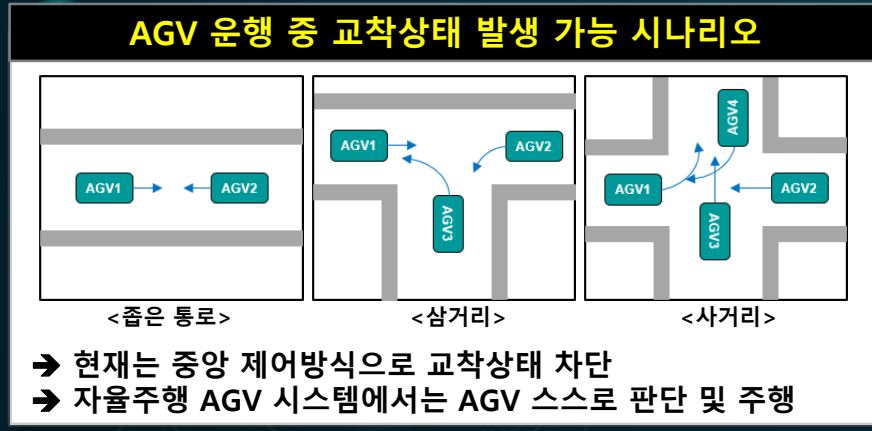 AGV 운행 중 교착상태 발생 가능 시나리오
AGV1
AGV2
AGV1
AGV2
AGV3
AGV4
AGV1
AGV2
AGV3
<좁은 통로>
<삼거리>
<사거리>
➔ 현재는 중앙 제어방식으로 교착상태 차단
➔ 자율주행 AGV 시스템에서는 AGV 스스로 판단 및 주행